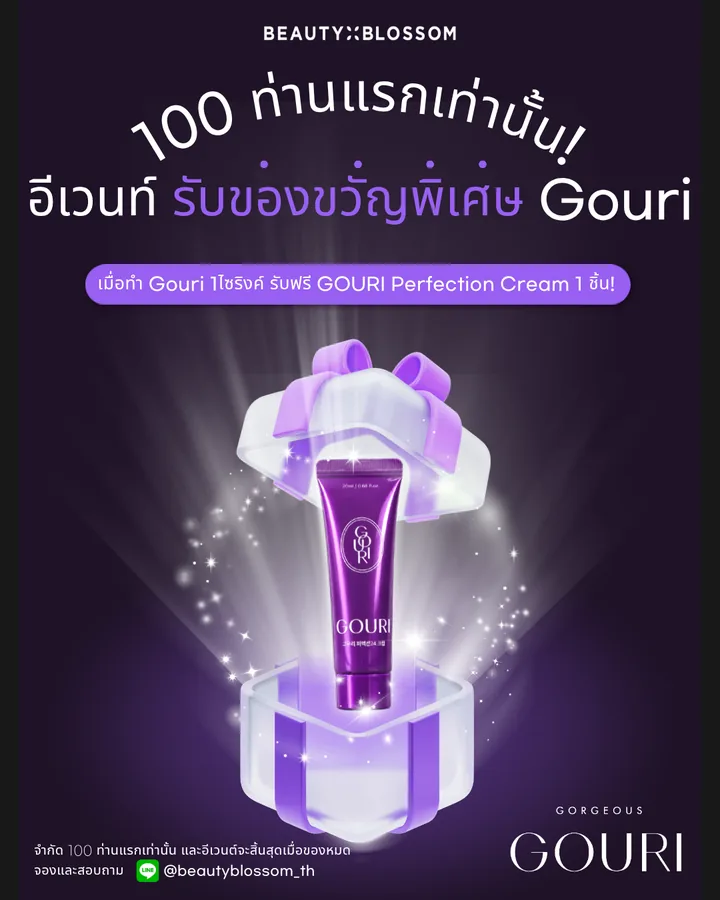 BEAUTY BLOSSOM
100 ท่านแรกเท่านั้น!
อีเวนท์ รับของขวัญพิเศษ Gouri
เมื่อทำ Gouri 1ไซริงค์ รับฟรี GOURI Perfection Cream 1 ชิ้น!
GOURI
GOURI
GORGEOUS
GOURI
จำกัด 100 ท่านแรกเท่านั้น และอีเวนต์จะสิ้นสุดเมื่อของหมด
จองและสอบถาม LINE @beautyblossom_th